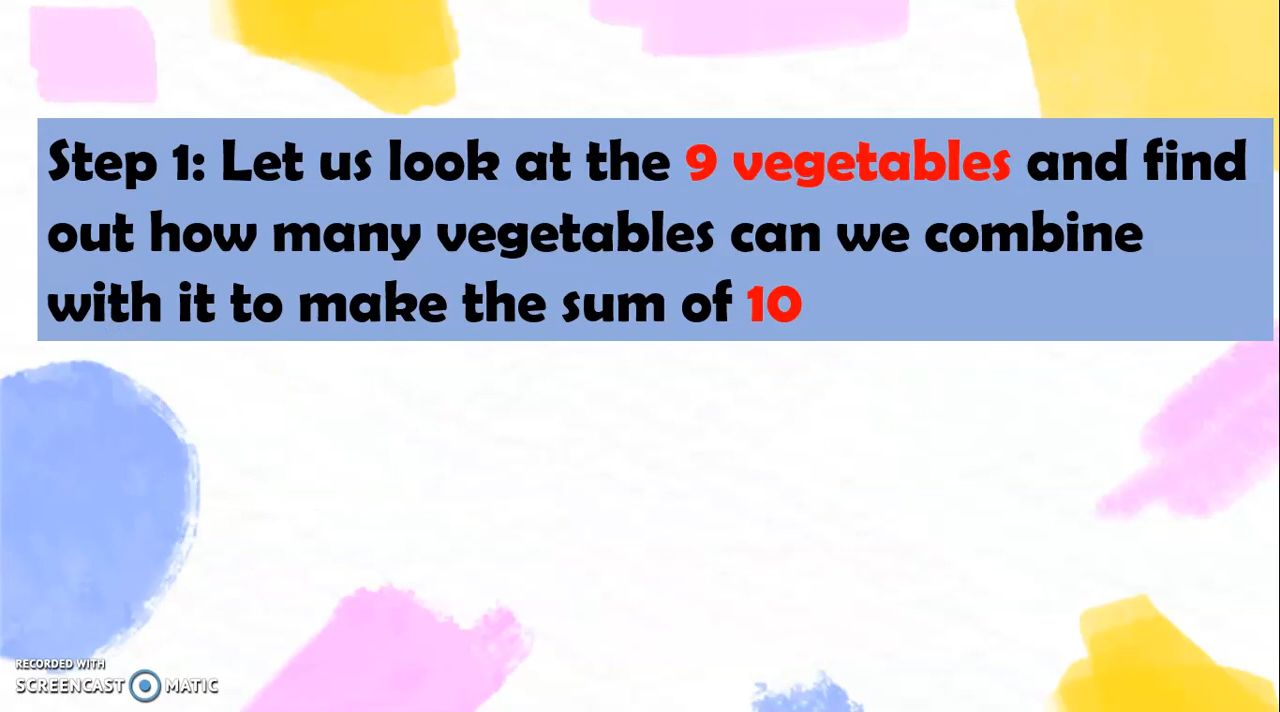 Step 1: Let us look at the 9 vegetables and find
out how many vegetables can we combine
with it to make the sum of 10
RECORDED WITH
SCREENCAST MATIC